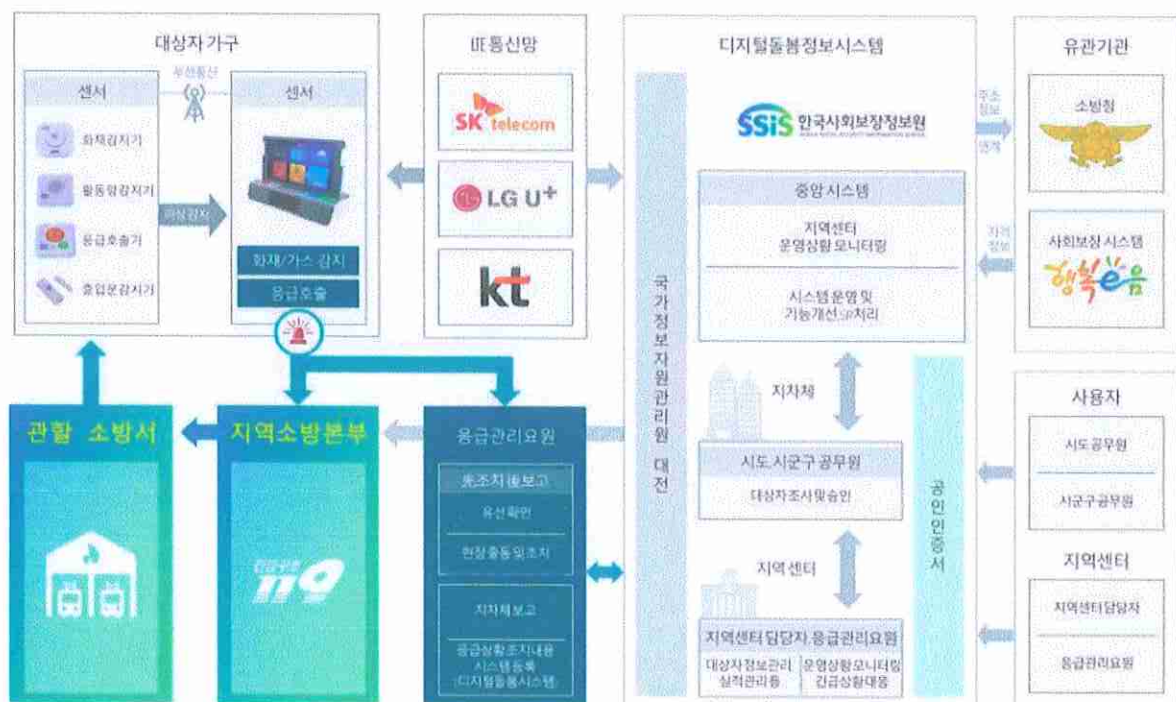 대상자 가구
무선통신
센서
화재감지기
활동량감지기
응급호출기
출입문감지기
이상감지
센서
화재/가스 감지
응급호출
LTE통신망
SK telecom
LG U+
kt
디지털돌봄정보시스템
SSiS 한국사회보장정보원
국가정보자원관리원 대전
중앙 시스템
지역센터
운영상황 모니터링
시스템 운영 및
기능개선,SR처리
지자체
시도, 시군구 공무원
대상자 조사 및 승인
지역센터
지역센터 담당자, 응급관리요원
대상자 정보관리
실적관리 등
운영상황 모니터링
긴급상황대응
공인인증서
유관기관
주소
정보
연계
소방청
자격
정보
사회보장 시스템
행복e음
사용자
시도 공무원
시군구 공무원
지역센터
지역센터 담당자
응급관리요원
관할 소방서
지역소방본부
119
응급관리요원
先조치 後보고
유선 확인
현장출동 및 조치
지자체 보고
응급상황 조치내용
시스템 등록
(디지털돌봄시스템)